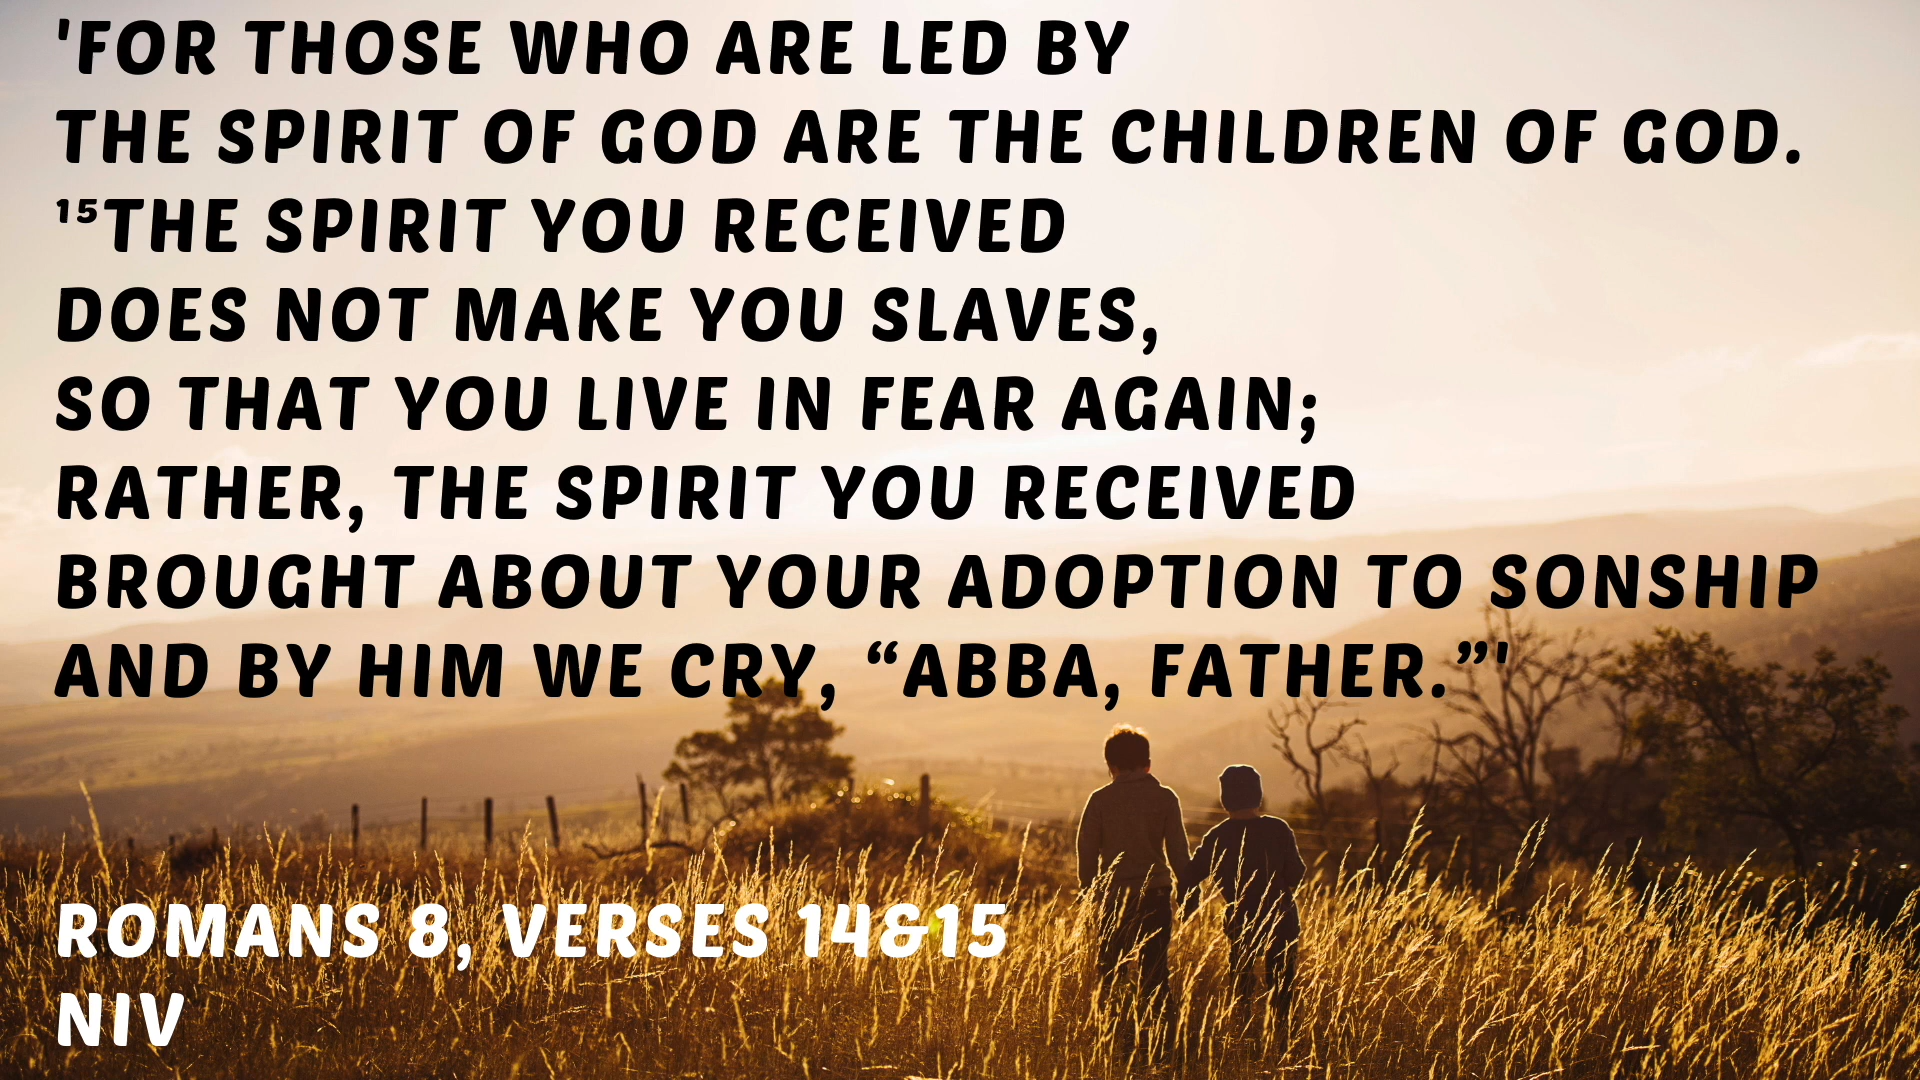 'FOR THOSE WHO ARE LED BY
THE SPIRIT OF GOD ARE THE CHILDREN OF GOD.
¹⁵THE SPIRIT YOU RECEIVED
DOES NOT MAKE YOU SLAVES,
SO THAT YOU LIVE IN FEAR AGAIN;
RATHER, THE SPIRIT YOU RECEIVED
BROUGHT ABOUT YOUR ADOPTION TO SONSHIP
AND BY HIM WE CRY, “ABBA, FATHER.”'
ROMANS 8, VERSES 14&15
NIV